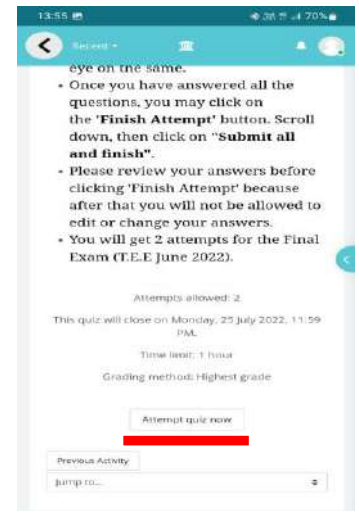 13:55
70%
Recent
eye on the same.
• Once you have answered all the
questions, you may click on
the 'Finish Attempt' button. Scroll
down, then click on "Submit all
and finish".
• Please review your answers before
clicking 'Finish Attempt' because
after that you will not be allowed to
edit or change your answers.
• You will get 2 attempts for the Final
Exam (T.E.E June 2022).
Attempts allowed: 2
This quiz will close on Monday, 25 July 2022, 11:59
PM.
Time limit: 1 hour
Grading method: Highest grade
Attempt quiz now
Previous Activity
Jump to...